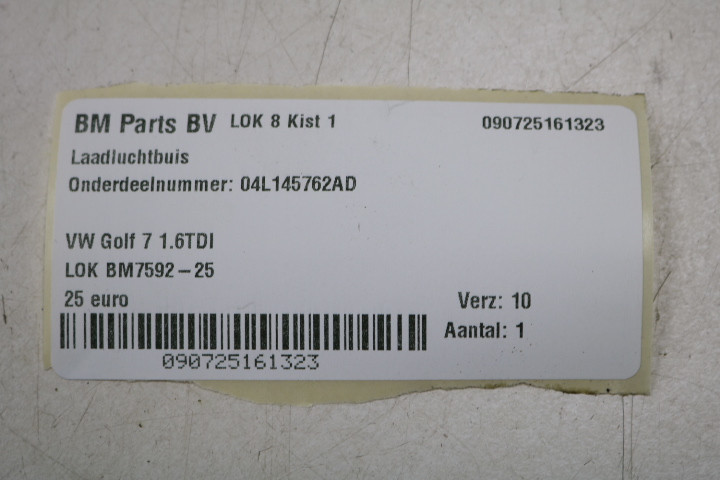 BM Parts BV LOK 8 Kist 1 090725161323
Laadluchtbuis
Onderdeelnummer: 04L145762AD
VW Golf 7 1.6TDI
LOK BM7592-25
25 euro Verz: 10
Aantal: 1
090725161323